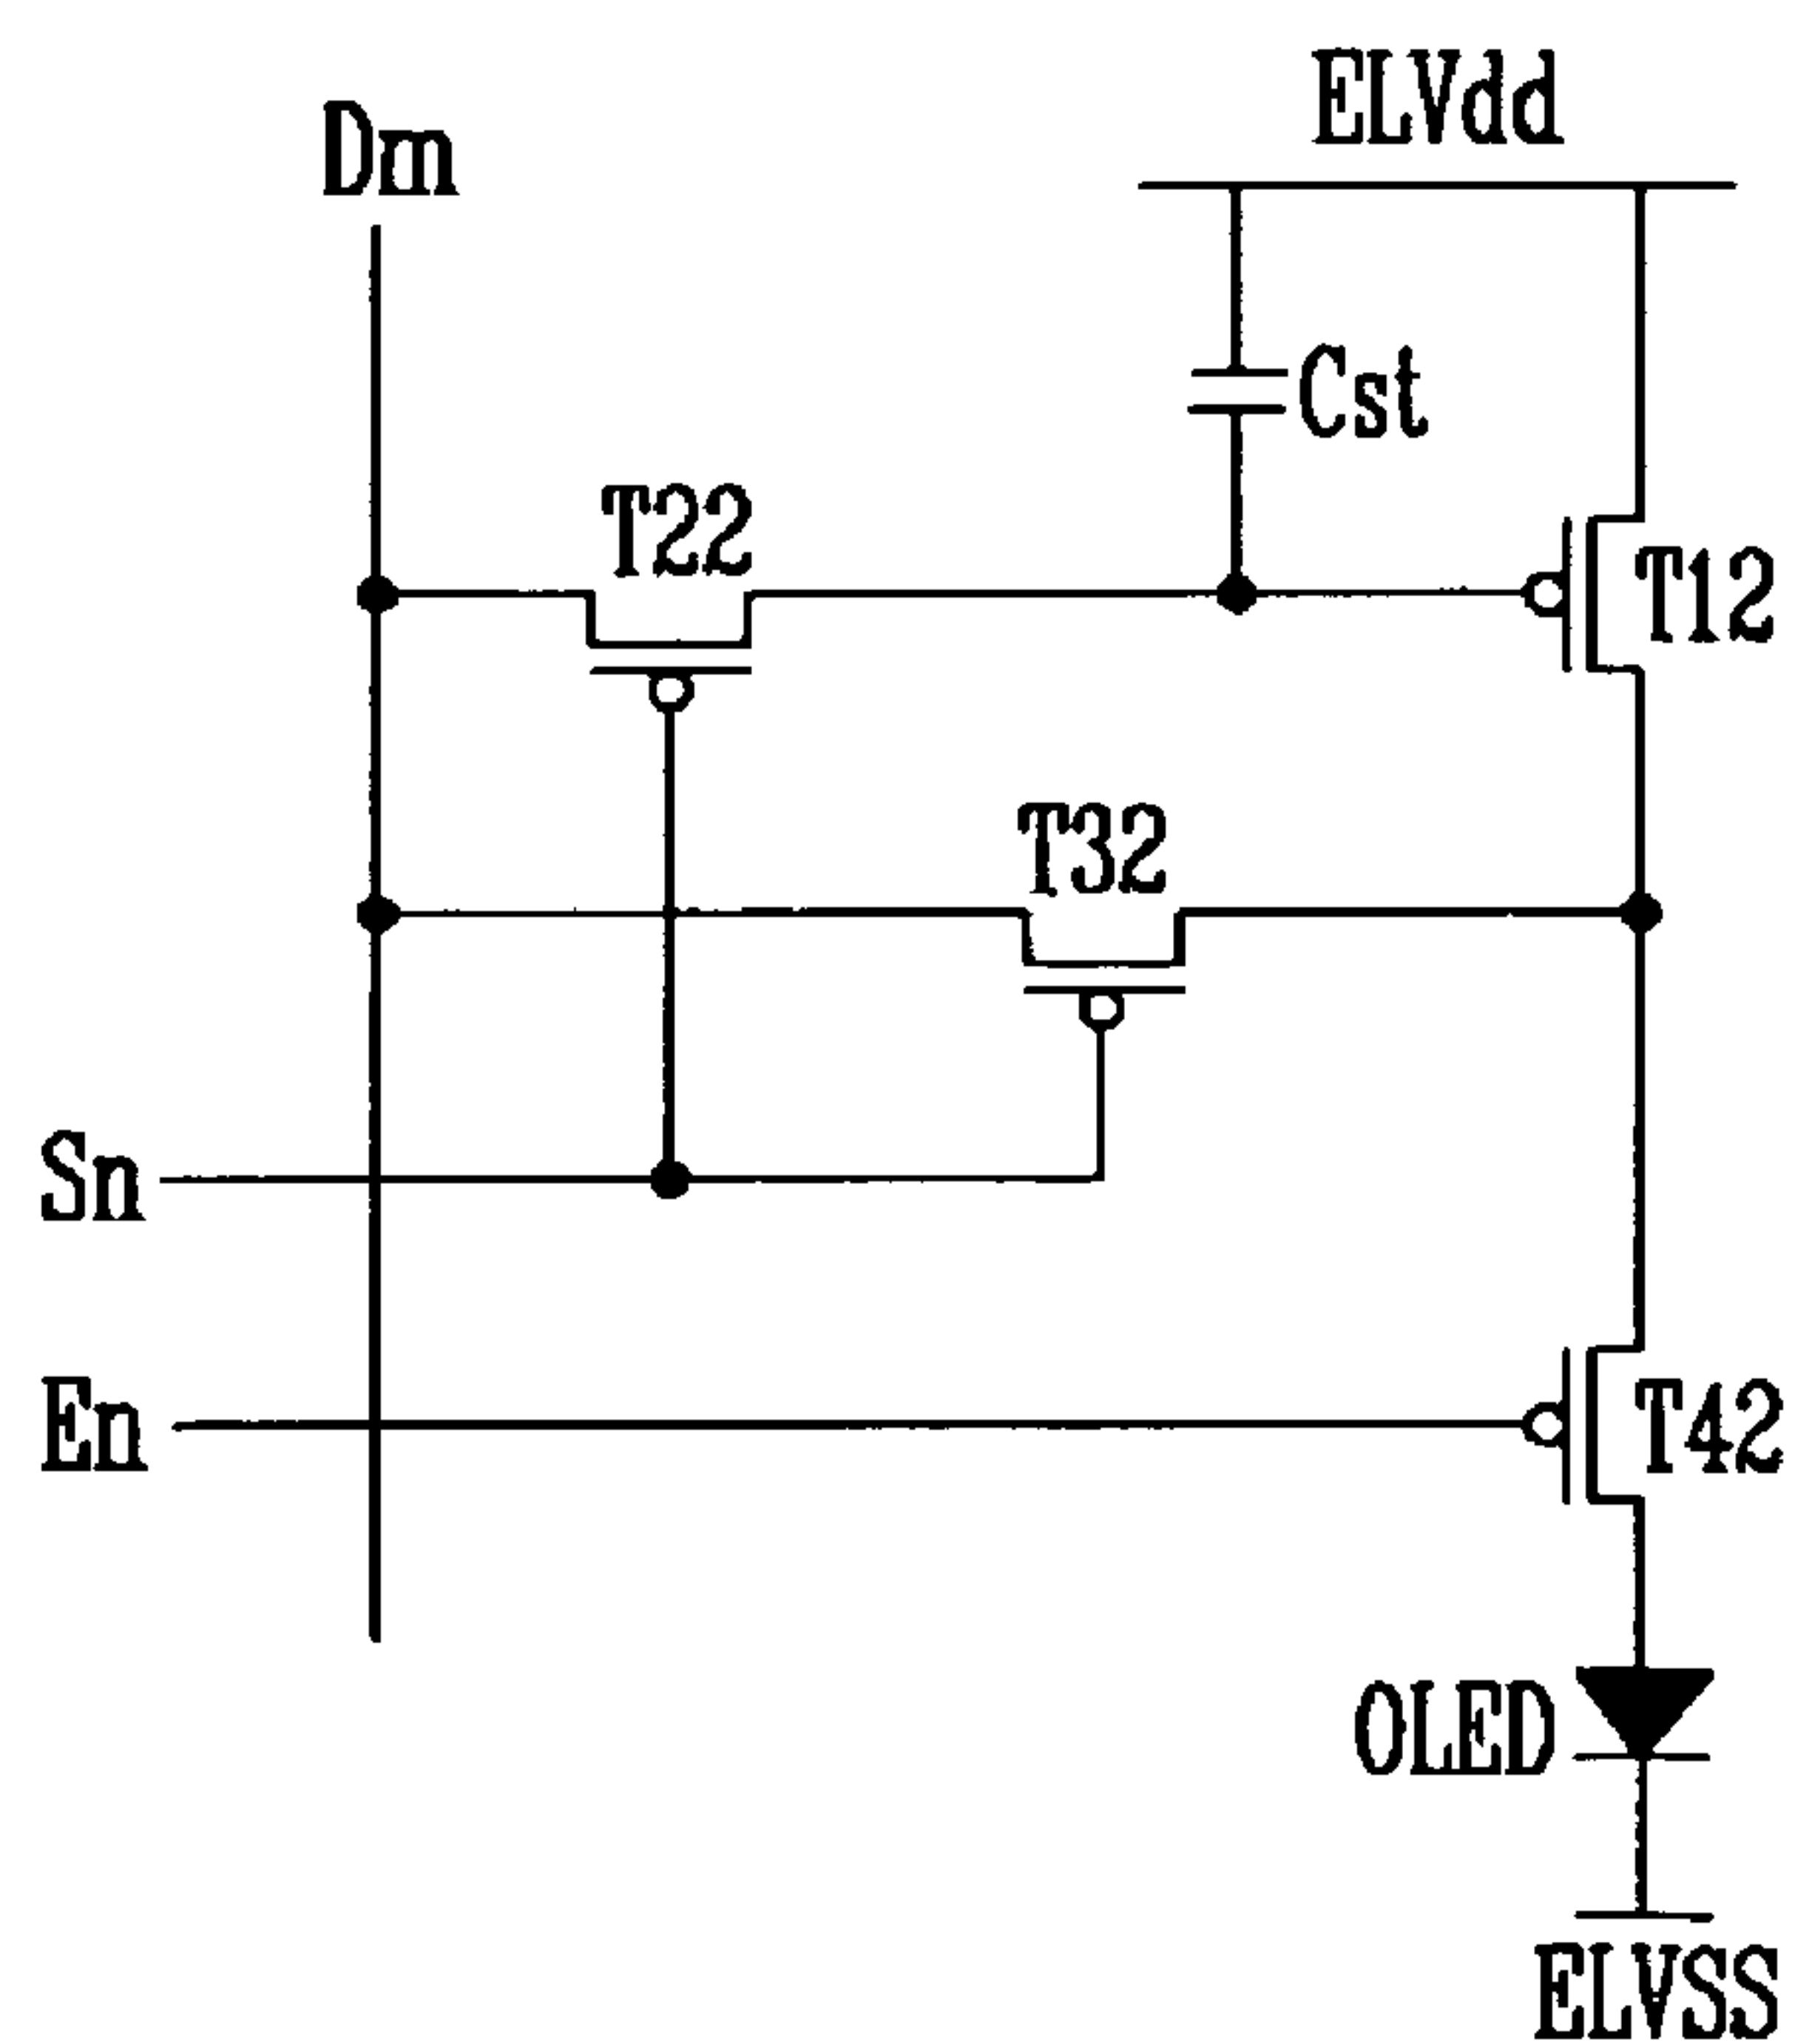 ELVdd
Dm
Cst
T22
T12
T32
Sn
En
T42
OLED
ELVSS